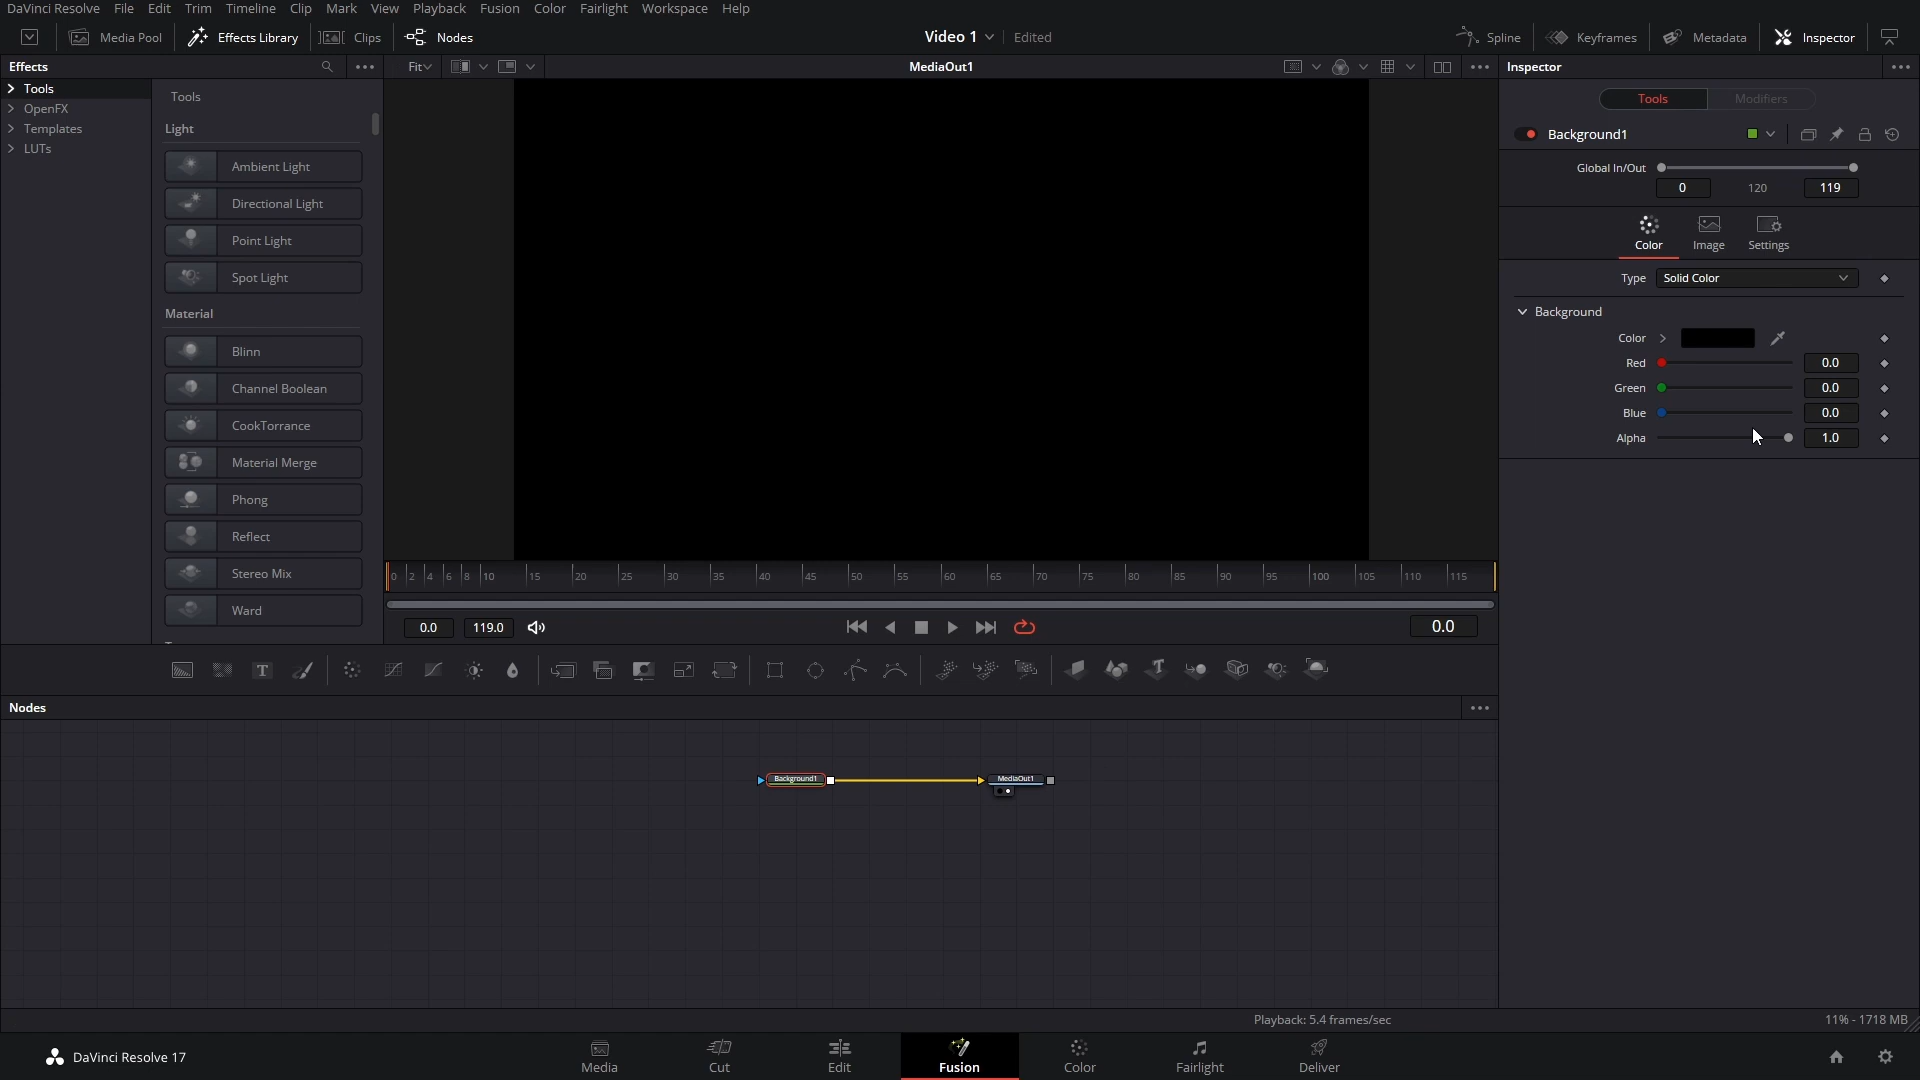 DaVinci Resolve File Edit Trim Timeline Clip Mark View Playback Fusion Color Fairlight Workspace Help
Media Pool Effects Library Clips Nodes Video 1 Edited Spline Keyframes Metadata Inspector
Effects Fit MediaOut1 Inspector
Tools
OpenFX
Templates
LUTs
Tools
Light
Ambient Light
Directional Light
Point Light
Spot Light
Material
Blinn
Channel Boolean
CookTorrance
Material Merge
Phong
Reflect
Stereo Mix
Ward
0 2 4 6 8 10 15 20 25 30 35 40 45 50 55 60 65 70 75 80 85 90 95 100 105 110 115
0.0 119.0 0.0
Tools Modifiers
Background1
Global In/Out
0 120 119
Color Image Settings
Type Solid Color
Background
Color
Red 0.0
Green 0.0
Blue 0.0
Alpha 1.0
Nodes
Background1 MediaOut1
Playback: 5.4 frames/sec 11% - 1718 MB
DaVinci Resolve 17 Media Cut Edit Fusion Color Fairlight Deliver